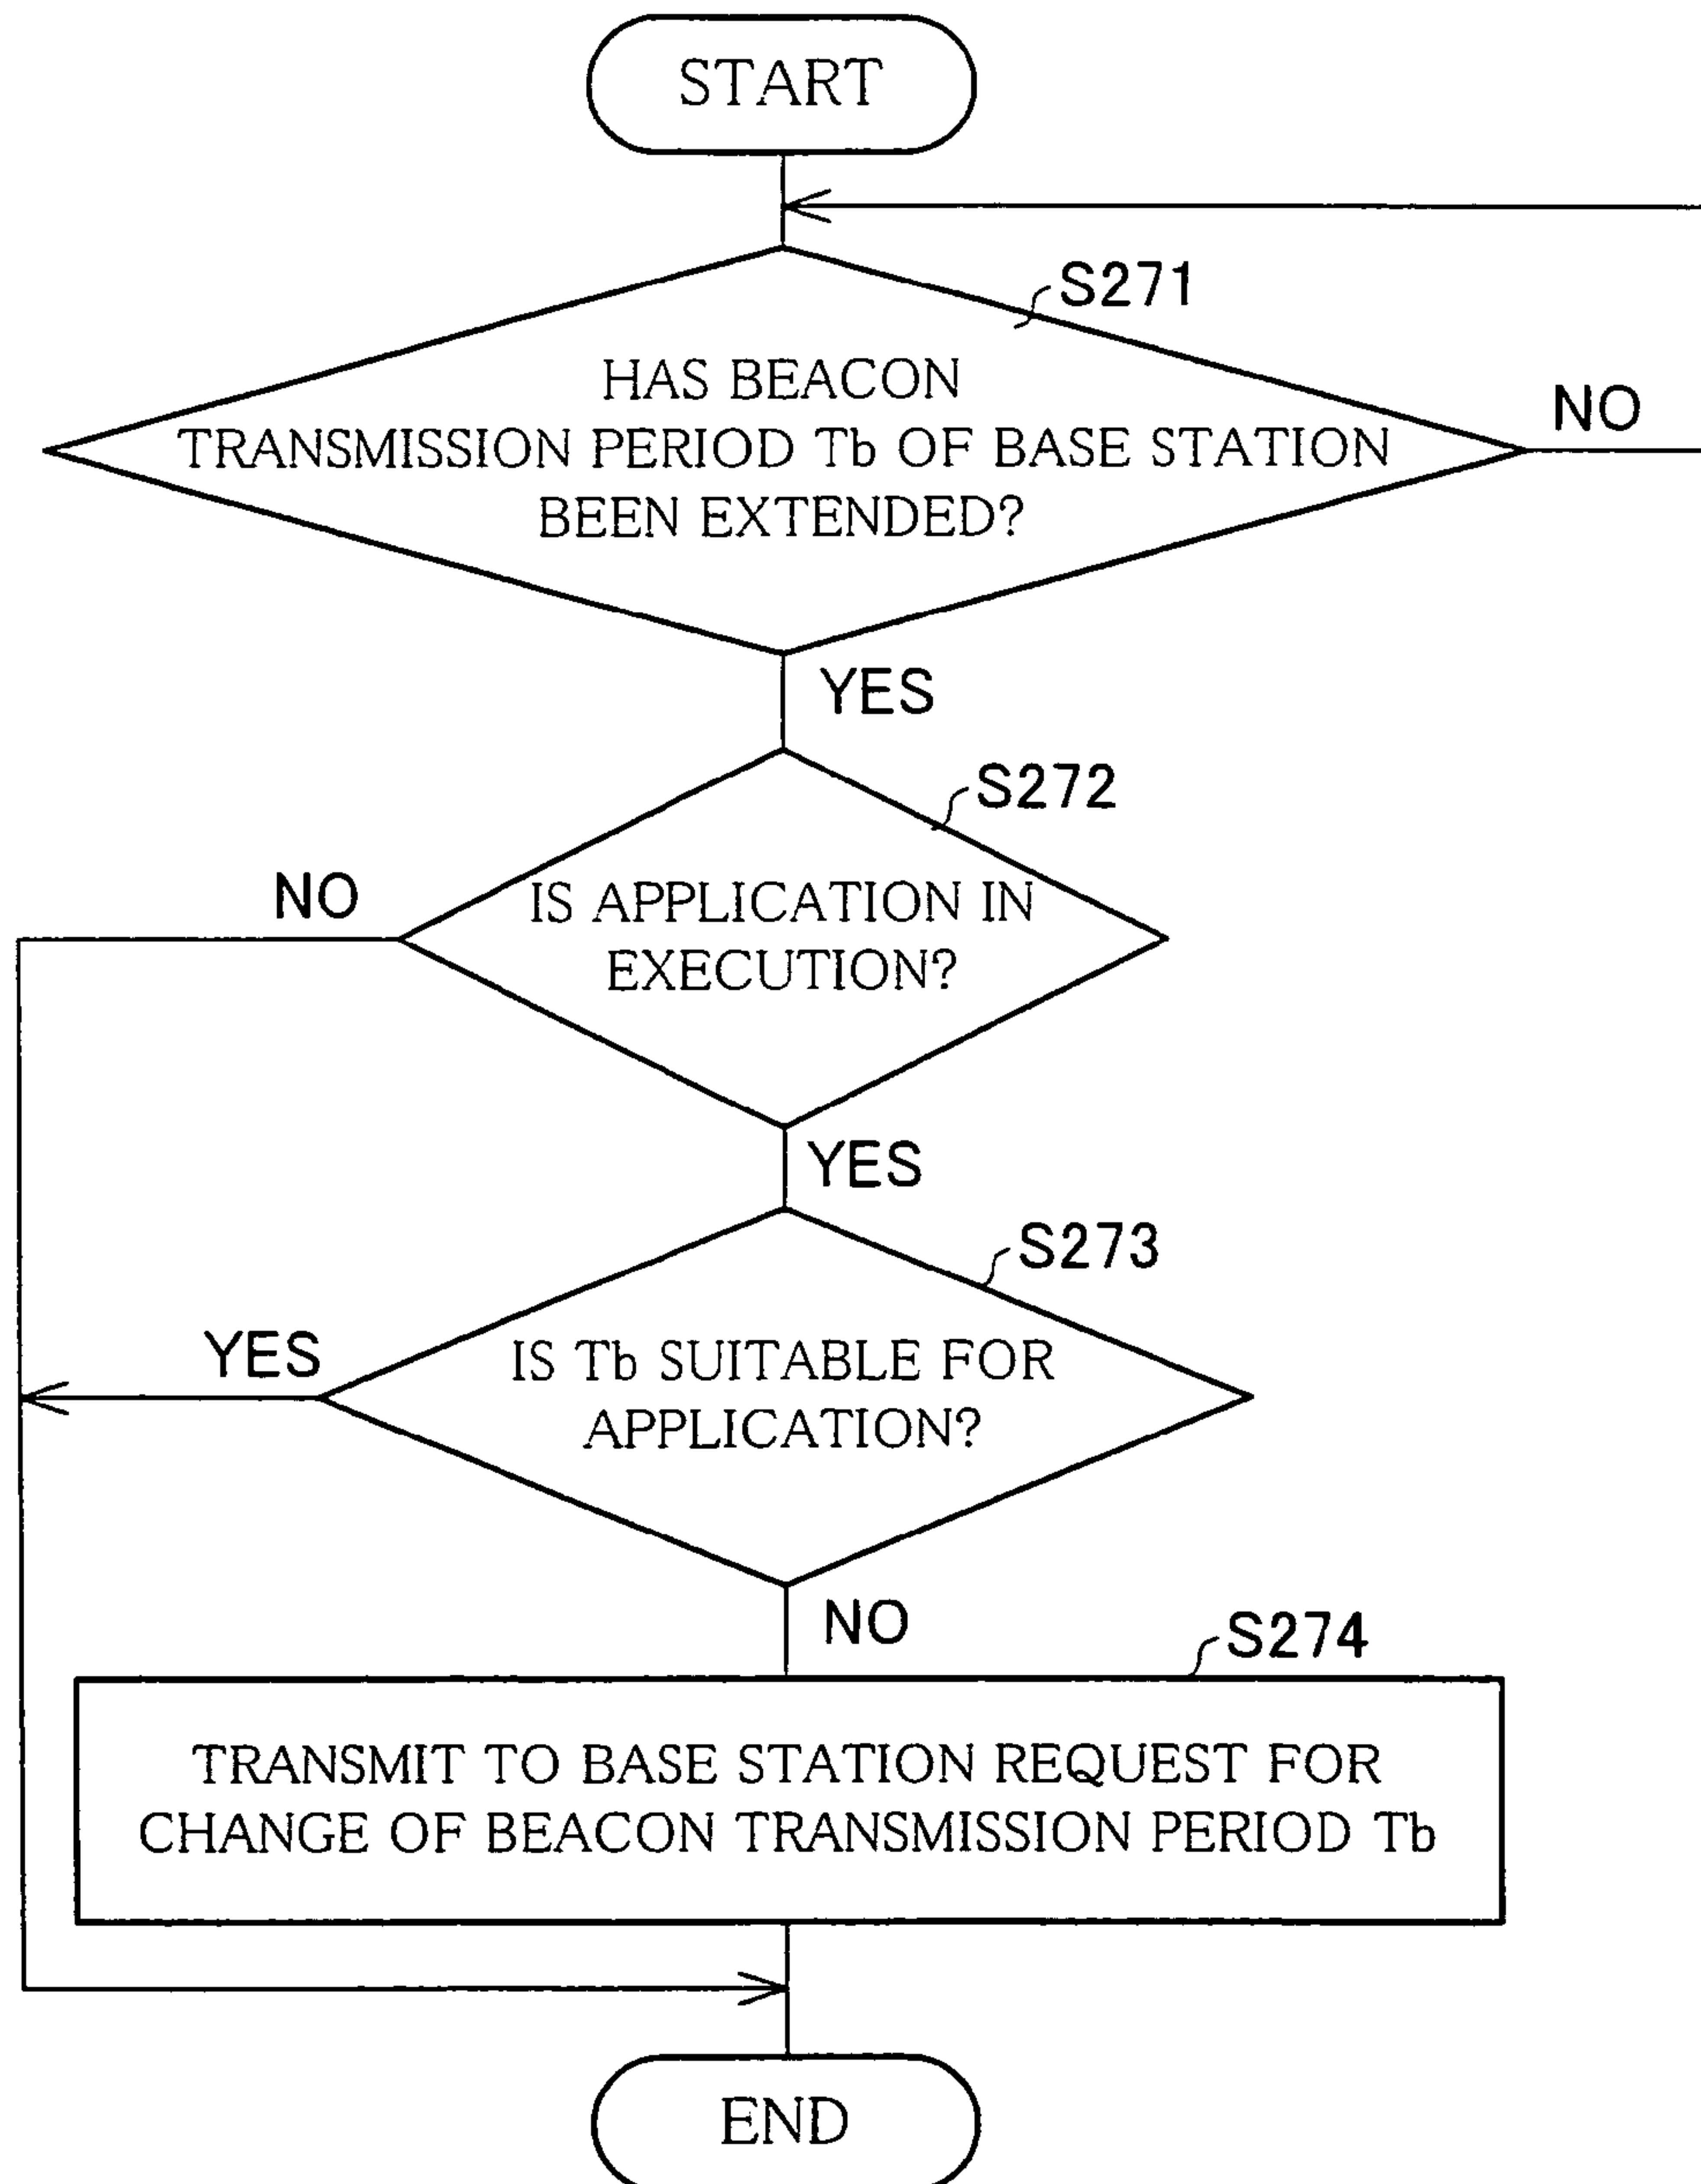 START
S271
HAS BEACON
TRANSMISSION PERIOD Tb OF BASE STATION
BEEN EXTENDED?
NO
YES
S272
NO
IS APPLICATION IN
EXECUTION?
YES
S273
YES
IS Tb SUITABLE FOR
APPLICATION?
NO
S274
TRANSMIT TO BASE STATION REQUEST FOR
CHANGE OF BEACON TRANSMISSION PERIOD Tb
END